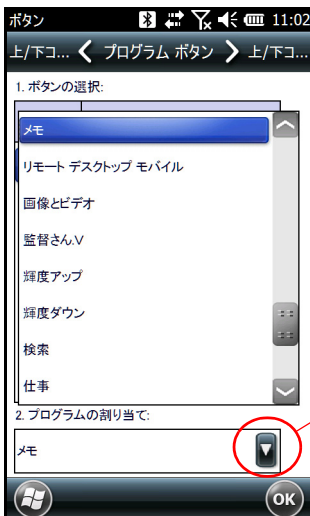 ボタン 11:02
上/下コ... プログラム ボタン 上/下コ...
1. ボタンの選択:
メモ
リモート デスクトップ モバイル
画像とビデオ
監督さん.V
輝度アップ
輝度ダウン
検索
仕事
2. プログラムの割り当て:
メモ
OK